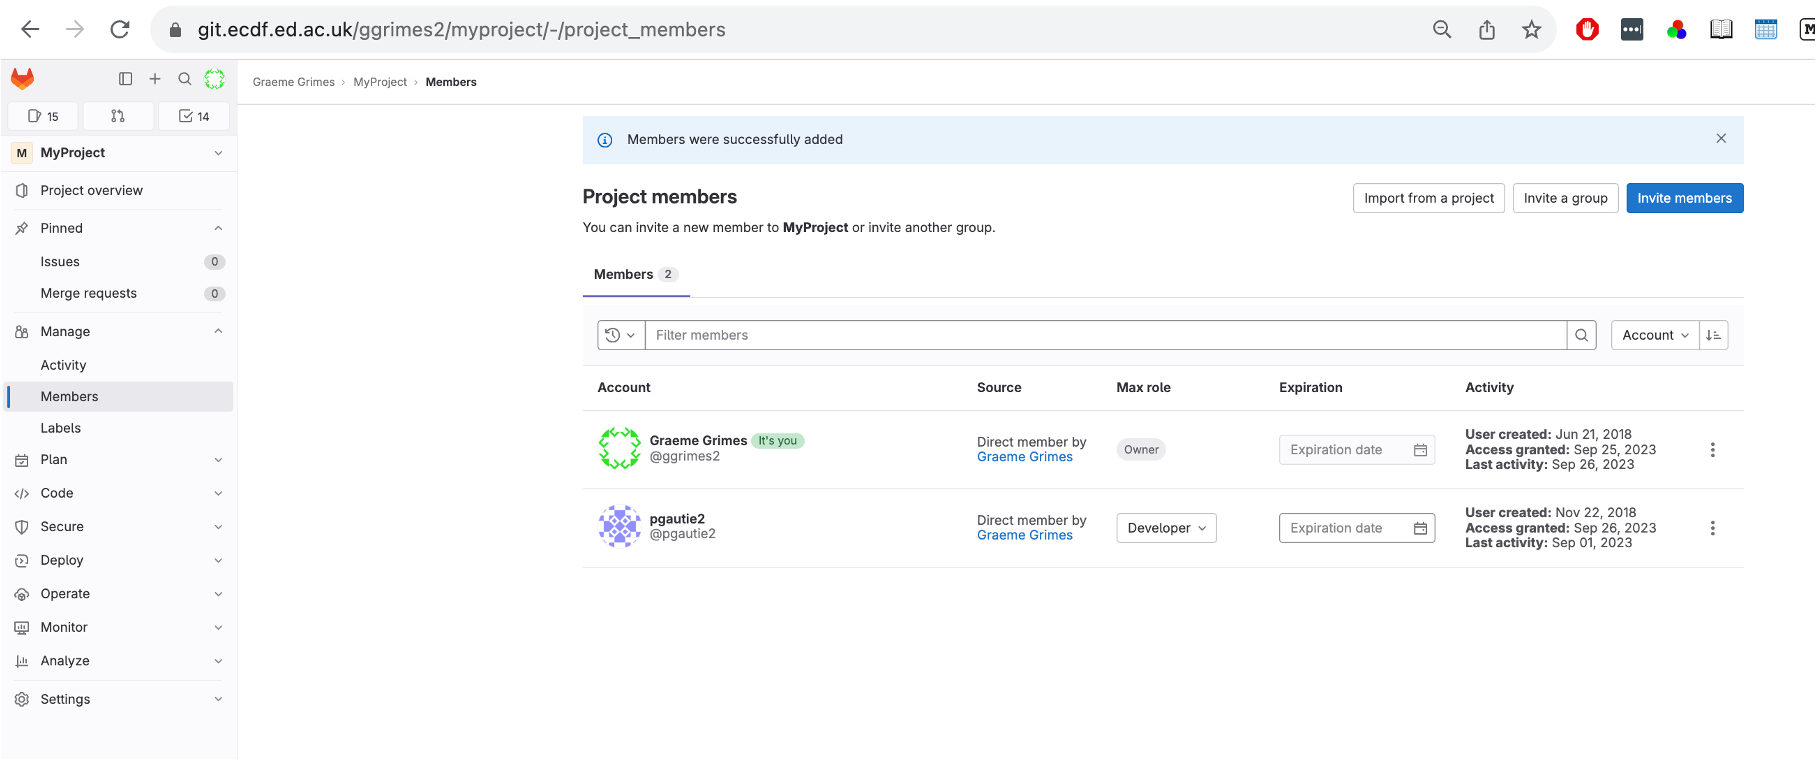 git.ecdf.ed.ac.uk/ggrimes2/myproject/-/project_members
M
Graeme Grimes › MyProject › Members
15
14
M MyProject
Project overview
Pinned
Issues 0
Merge requests 0
Manage
Activity
Members
Labels
Plan
Code
Secure
Deploy
Operate
Monitor
Analyze
Settings
Members were successfully added
Project members
Import from a project
Invite a group
Invite members
You can invite a new member to MyProject or invite another group.
Members 2
Filter members
Account
Account Source Max role Expiration Activity
Graeme Grimes It's you
@ggrimes2
Direct member by
Graeme Grimes
Owner
Expiration date
User created: Jun 21, 2018
Access granted: Sep 25, 2023
Last activity: Sep 26, 2023
pgautie2
@pgautie2
Direct member by
Graeme Grimes
Developer
Expiration date
User created: Nov 22, 2018
Access granted: Sep 26, 2023
Last activity: Sep 01, 2023